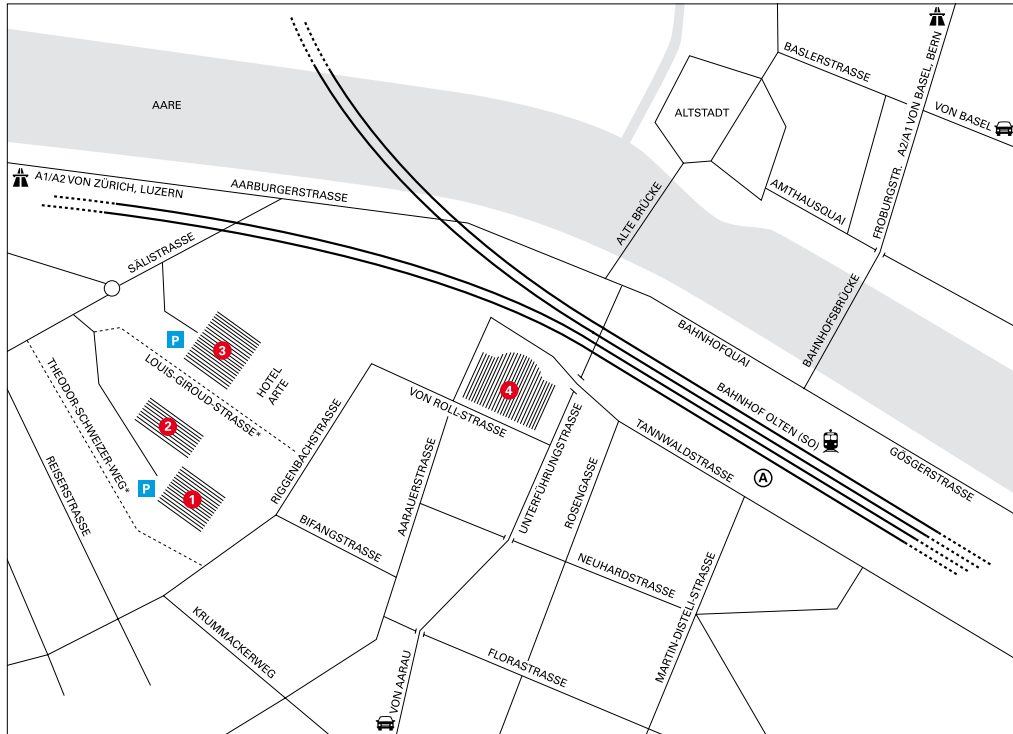 BASLERSTRASSE
AARE
ALTSTADT
VON BASEL
FROBURGSTR. A2/A1 VON BASEL, BERN
A1/A2 VON ZÜRICH, LUZERN
AARBURGERSTRASSE
AMTHAUSQUAI
ALTE BRÜCKE
SÄLISTRASSE
BAHNHOFSBRÜCKE
BAHNHOFQUAI
P
3
HOTEL
ARTE
LOUIS-GIROUD-STRASSE*
THEODOR-SCHWEIZER-WEG*
2
4
VON ROLL-STRASSE
BAHNHOF OLTEN (SO)
TANNWALDSTRASSE
GÖSGERSTRASSE
A
RIGGENBACHSTRASSE
REISERSTRASSE
P
1
AARAUERSTRASSE
UNTERFÜHRUNGSTRASSE
ROSENGASSE
BIFANGSTRASSE
NEUHARDSTRASSE
MARTIN-DISTELI-STRASSE
KRUMMACKERWEG
FLORASTRASSE
VON AARAU